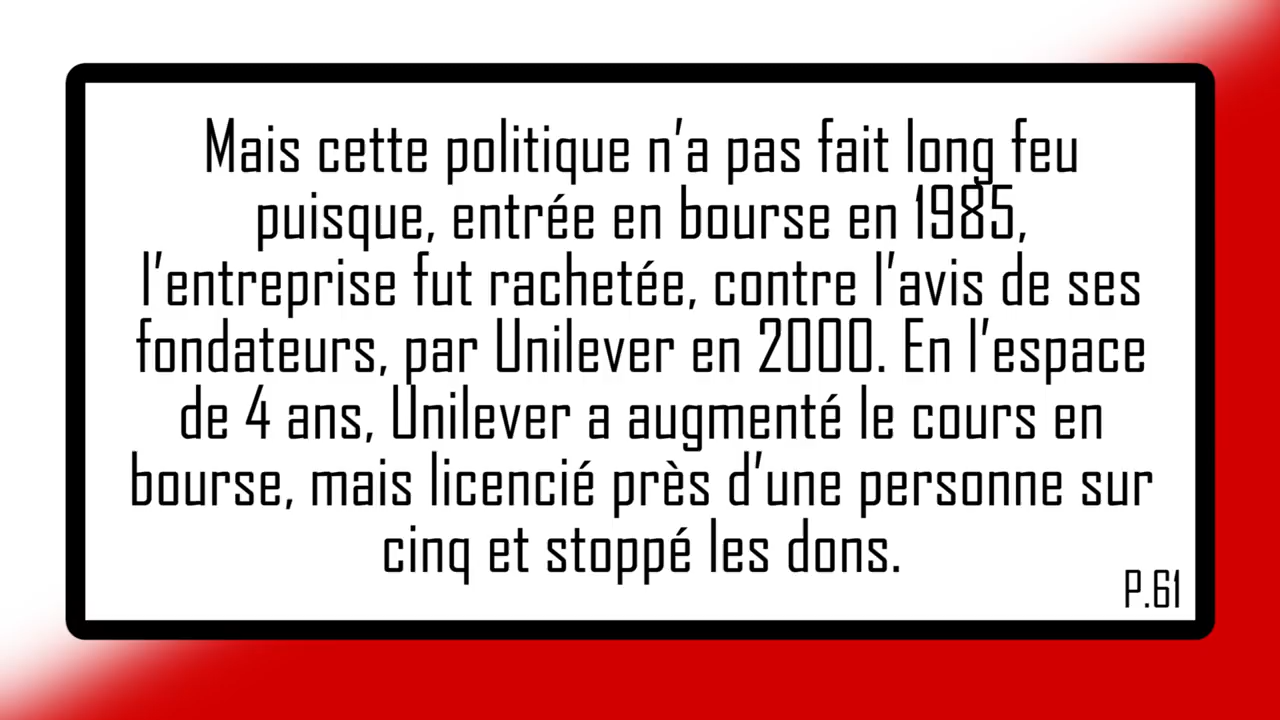 Mais cette politique n’a pas fait long feu
puisque, entrée en bourse en 1985,
l’entreprise fut rachetée, contre l’avis de ses
fondateurs, par Unilever en 2000. En l’espace
de 4 ans, Unilever a augmenté le cours en
bourse, mais licencié près d’une personne sur
cinq et stoppé les dons.
P.61